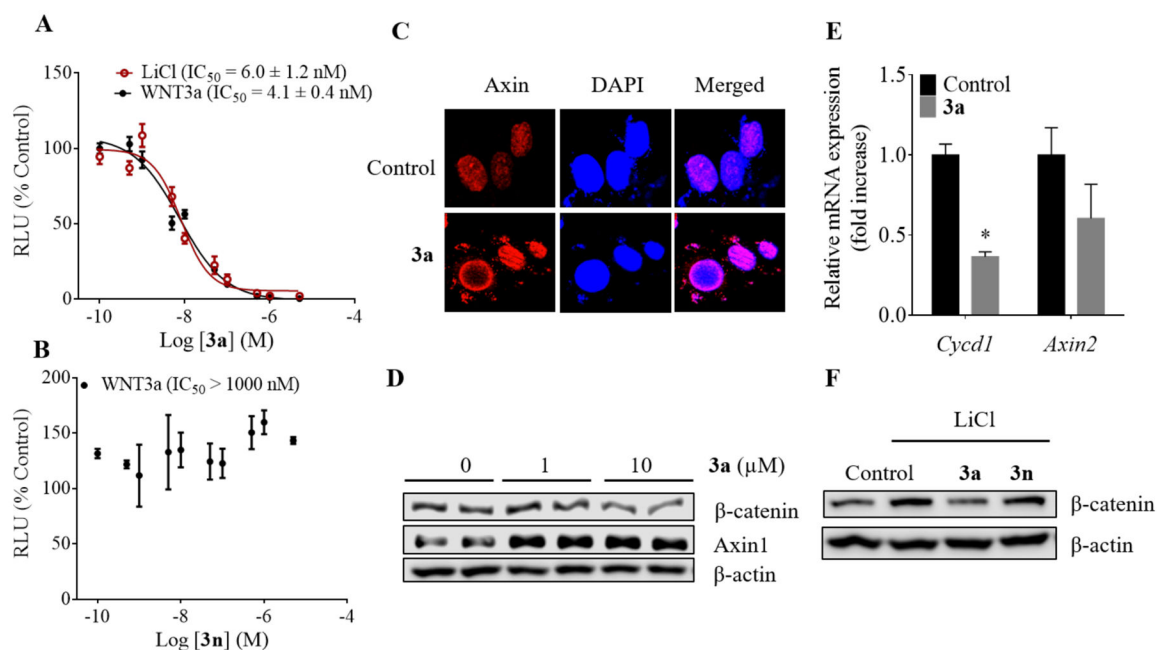 A
LiCl (IC50 = 6.0 ± 1.2 nM)
WNT3a (IC50 = 4.1 ± 0.4 nM)
150
100
50
0
RLU (% Control)
-10 -8 -6 -4
Log [3a] (M)
B
WNT3a (IC50 > 1000 nM)
200
150
100
50
0
RLU (% Control)
-10 -8 -6 -4
Log [3n] (M)
C
Axin DAPI Merged
Control
3a
D
0 1 10 3a (μM)
β-catenin
Axin1
β-actin
E
Control
3a
1.5
1.0
0.5
0.0
Relative mRNA expression
(fold increase)
*
Cycd1 Axin2
F
LiCl
Control 3a 3n
β-catenin
β-actin